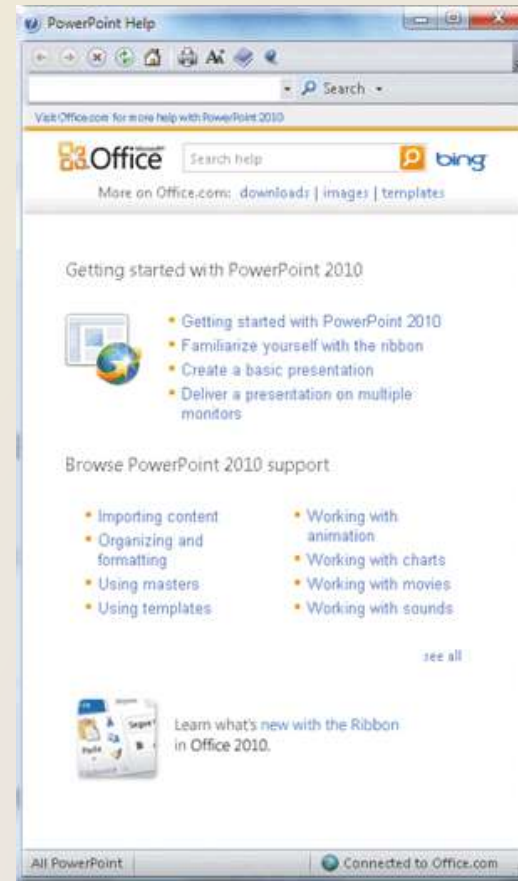 PowerPoint Help
Search
Visit Office.com for more help with PowerPoint 2010
Microsoft
Office
Search help
bing
More on Office.com: downloads | images | templates
Getting started with PowerPoint 2010
Getting started with PowerPoint 2010
Familiarize yourself with the ribbon
Create a basic presentation
Deliver a presentation on multiple
monitors
Browse PowerPoint 2010 support
Importing content
Organizing and
formatting
Using masters
Using templates
Working with
animation
Working with charts
Working with movies
Working with sounds
see all
Paste
Learn what's new with the Ribbon
in Office 2010.
All PowerPoint
Connected to Office.com